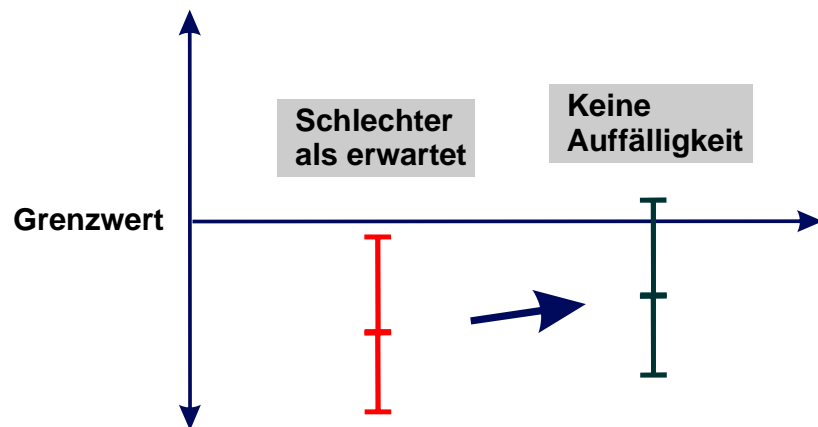 Schlechter
als erwartet
Keine
Auffälligkeit
Grenzwert